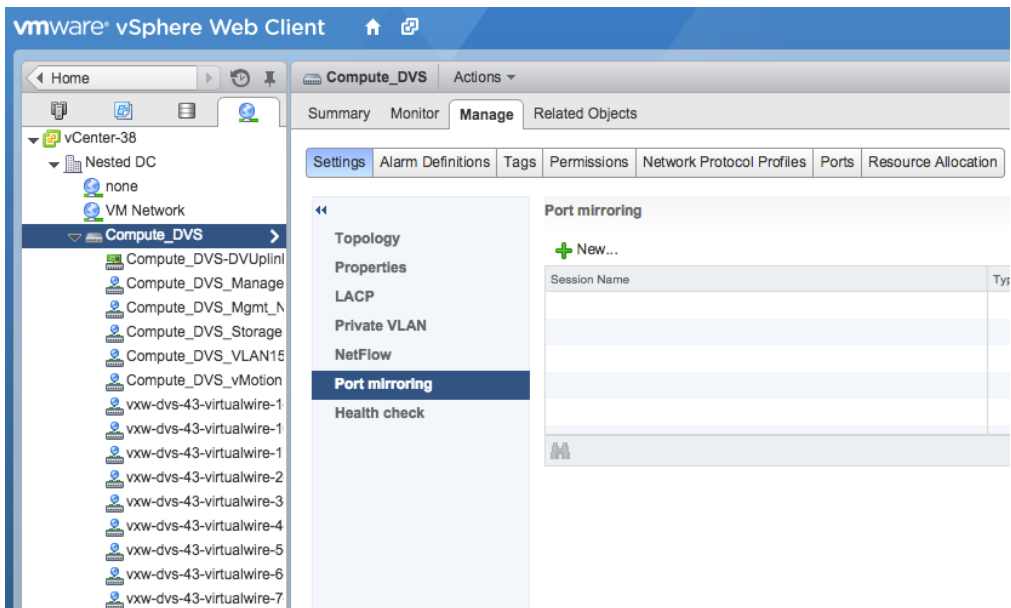 vmware® vSphere Web Client
Home
Compute_DVS Actions
Summary Monitor Manage Related Objects
vCenter-38
Nested DC
none
VM Network
Compute_DVS
Compute_DVS-DVUplinl
Compute_DVS_Manage
Compute_DVS_Mgmt_N
Compute_DVS_Storage
Compute_DVS_VLAN15
Compute_DVS_vMotion
vxw-dvs-43-virtualwire-1
vxw-dvs-43-virtualwire-1
vxw-dvs-43-virtualwire-1
vxw-dvs-43-virtualwire-2
vxw-dvs-43-virtualwire-3
vxw-dvs-43-virtualwire-4
vxw-dvs-43-virtualwire-5
vxw-dvs-43-virtualwire-6
vxw-dvs-43-virtualwire-7
Settings Alarm Definitions Tags Permissions Network Protocol Profiles Ports Resource Allocation
Topology
Properties
LACP
Private VLAN
NetFlow
Port mirroring
Health check
Port mirroring
New...
Session Name Typ